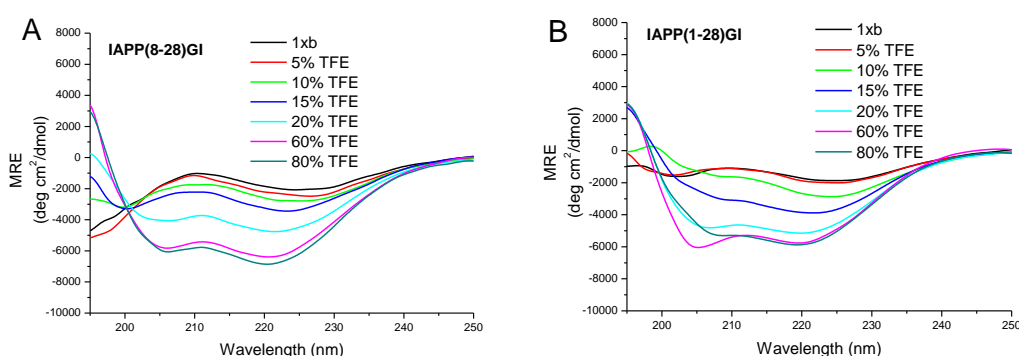 A
IAPP(8-28)GI
1xb
5% TFE
10% TFE
15% TFE
20% TFE
60% TFE
80% TFE
8000
6000
4000
2000
0
-2000
-4000
-6000
-8000
-10000
MRE
(deg cm²/dmol)
200 210 220 230 240 250
Wavelength (nm)
B
IAPP(1-28)GI
1xb
5% TFE
10% TFE
15% TFE
20% TFE
60% TFE
80% TFE
8000
6000
4000
2000
0
-2000
-4000
-6000
-8000
-10000
MRE
(deg cm²/dmol)
200 210 220 230 240 250
Wavelength (nm)